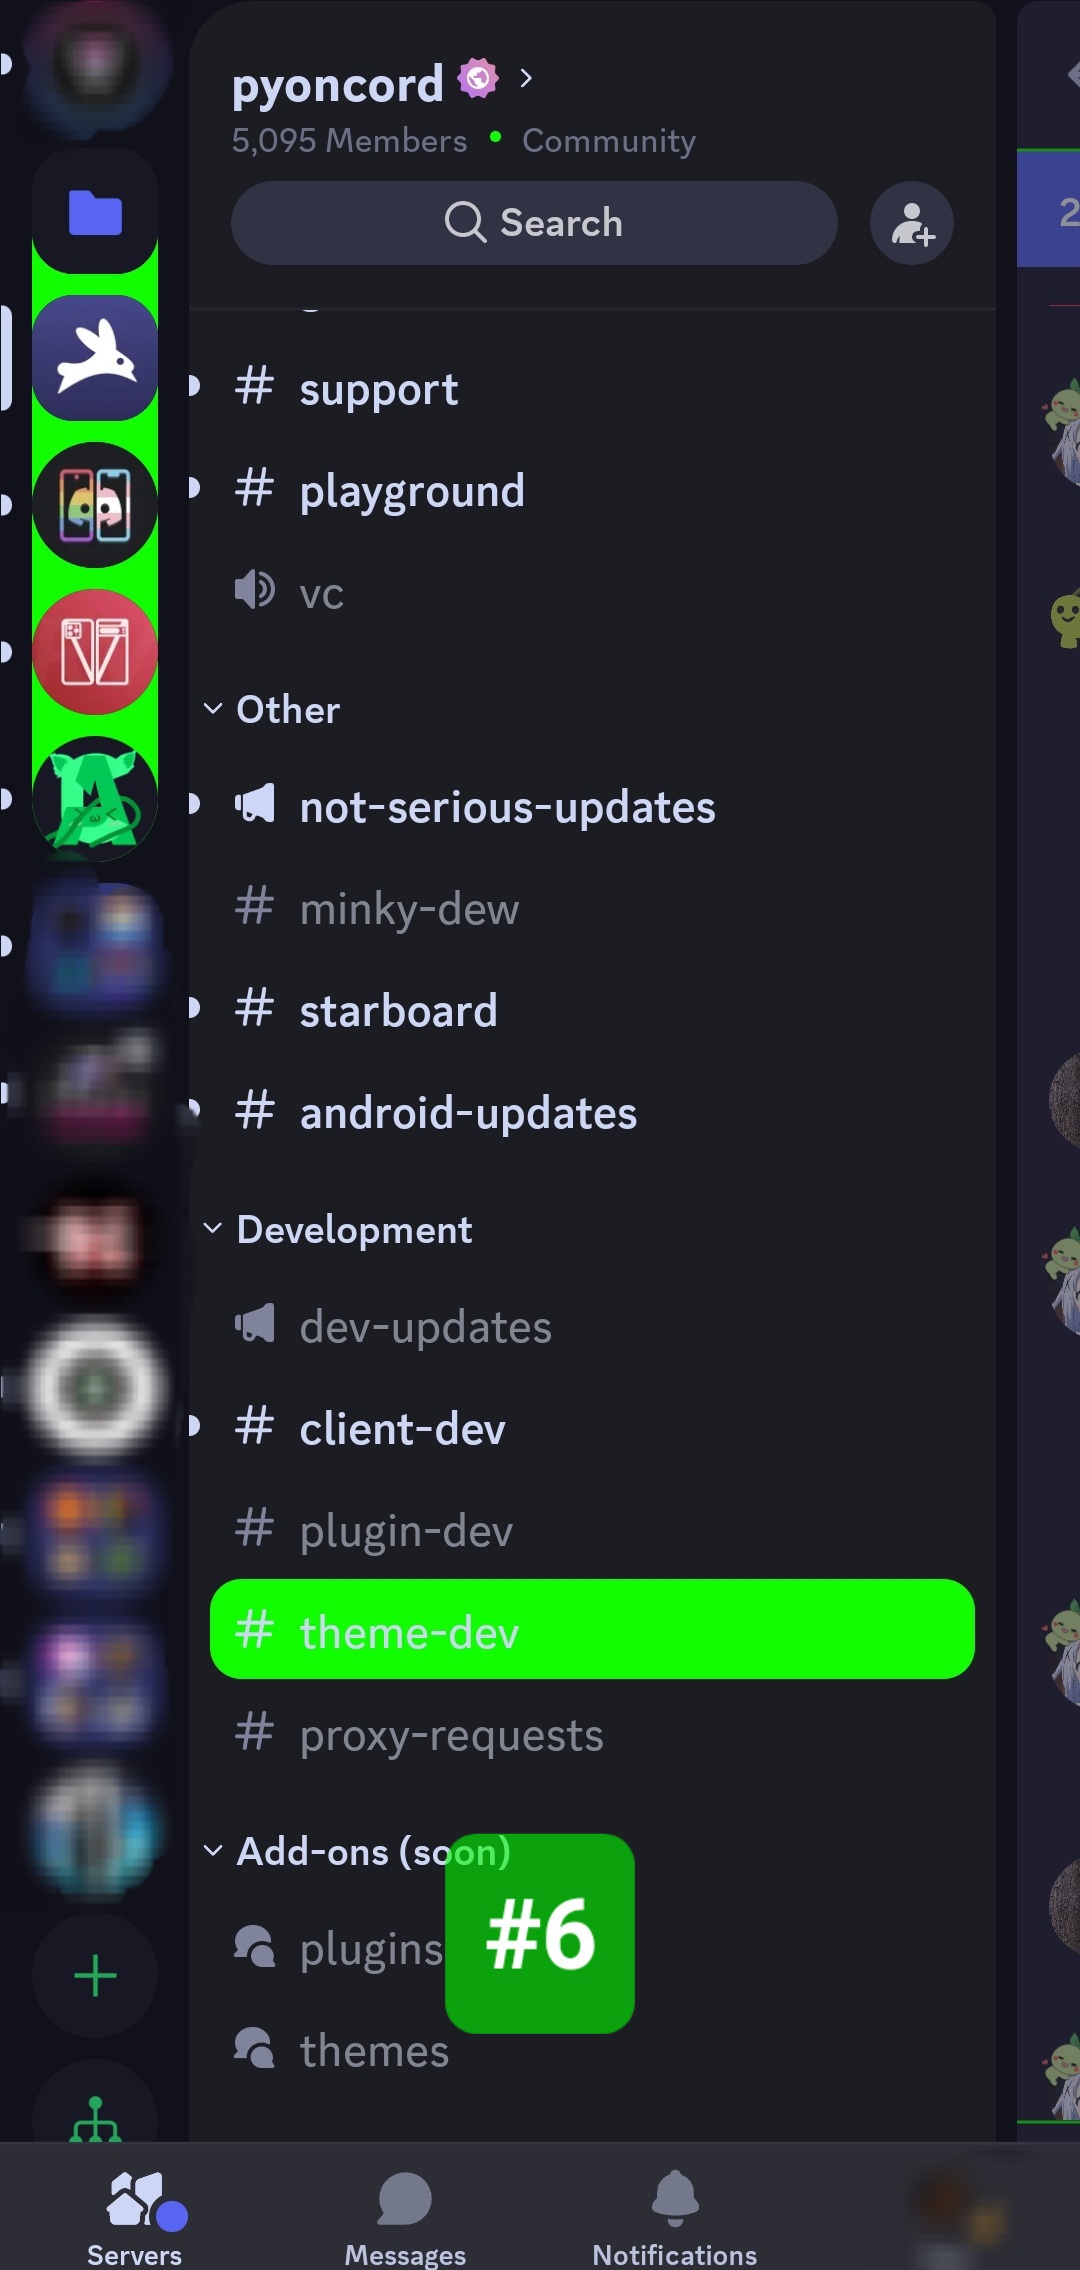 pyoncord
5,095 Members • Community
Search
2
# support
# playground
vc
Other
not-serious-updates
# minky-dew
# starboard
# android-updates
Development
dev-updates
# client-dev
# plugin-dev
# theme-dev
# proxy-requests
Add-ons (soon)
#6
plugins
themes
Servers
Messages
Notifications